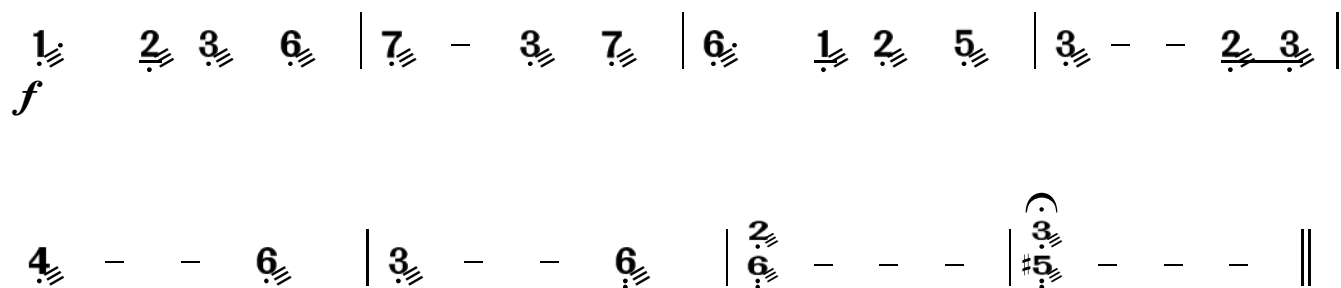 1· 2 3 6 | 7 – 3 7 | 6· 1 2 5 | 3 – – 2 3 |
f
4 – – 6 | 3 – – 6 | 2 6 – – – | 3 ♯5 – – – ||